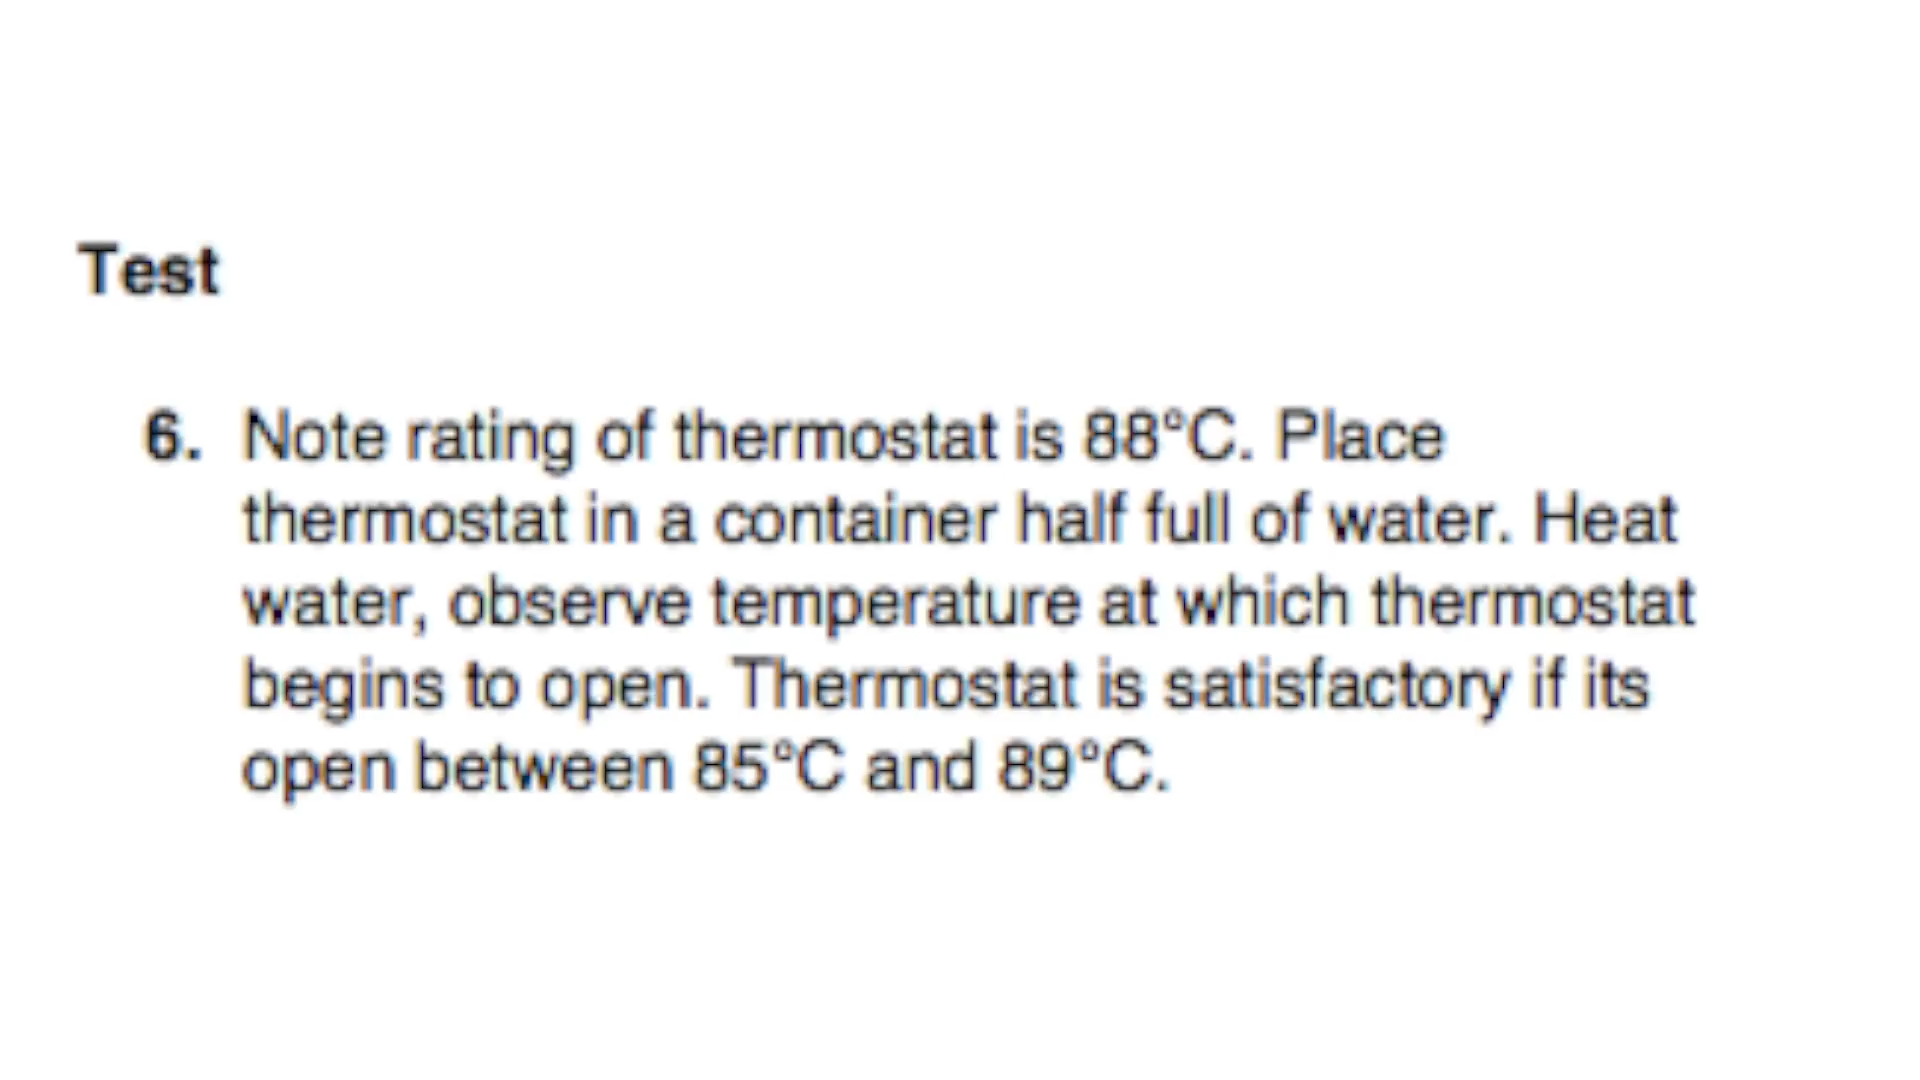 Test
6. Note rating of thermostat is 88°C. Place
thermostat in a container half full of water. Heat
water, observe temperature at which thermostat
begins to open. Thermostat is satisfactory if its
open between 85°C and 89°C.